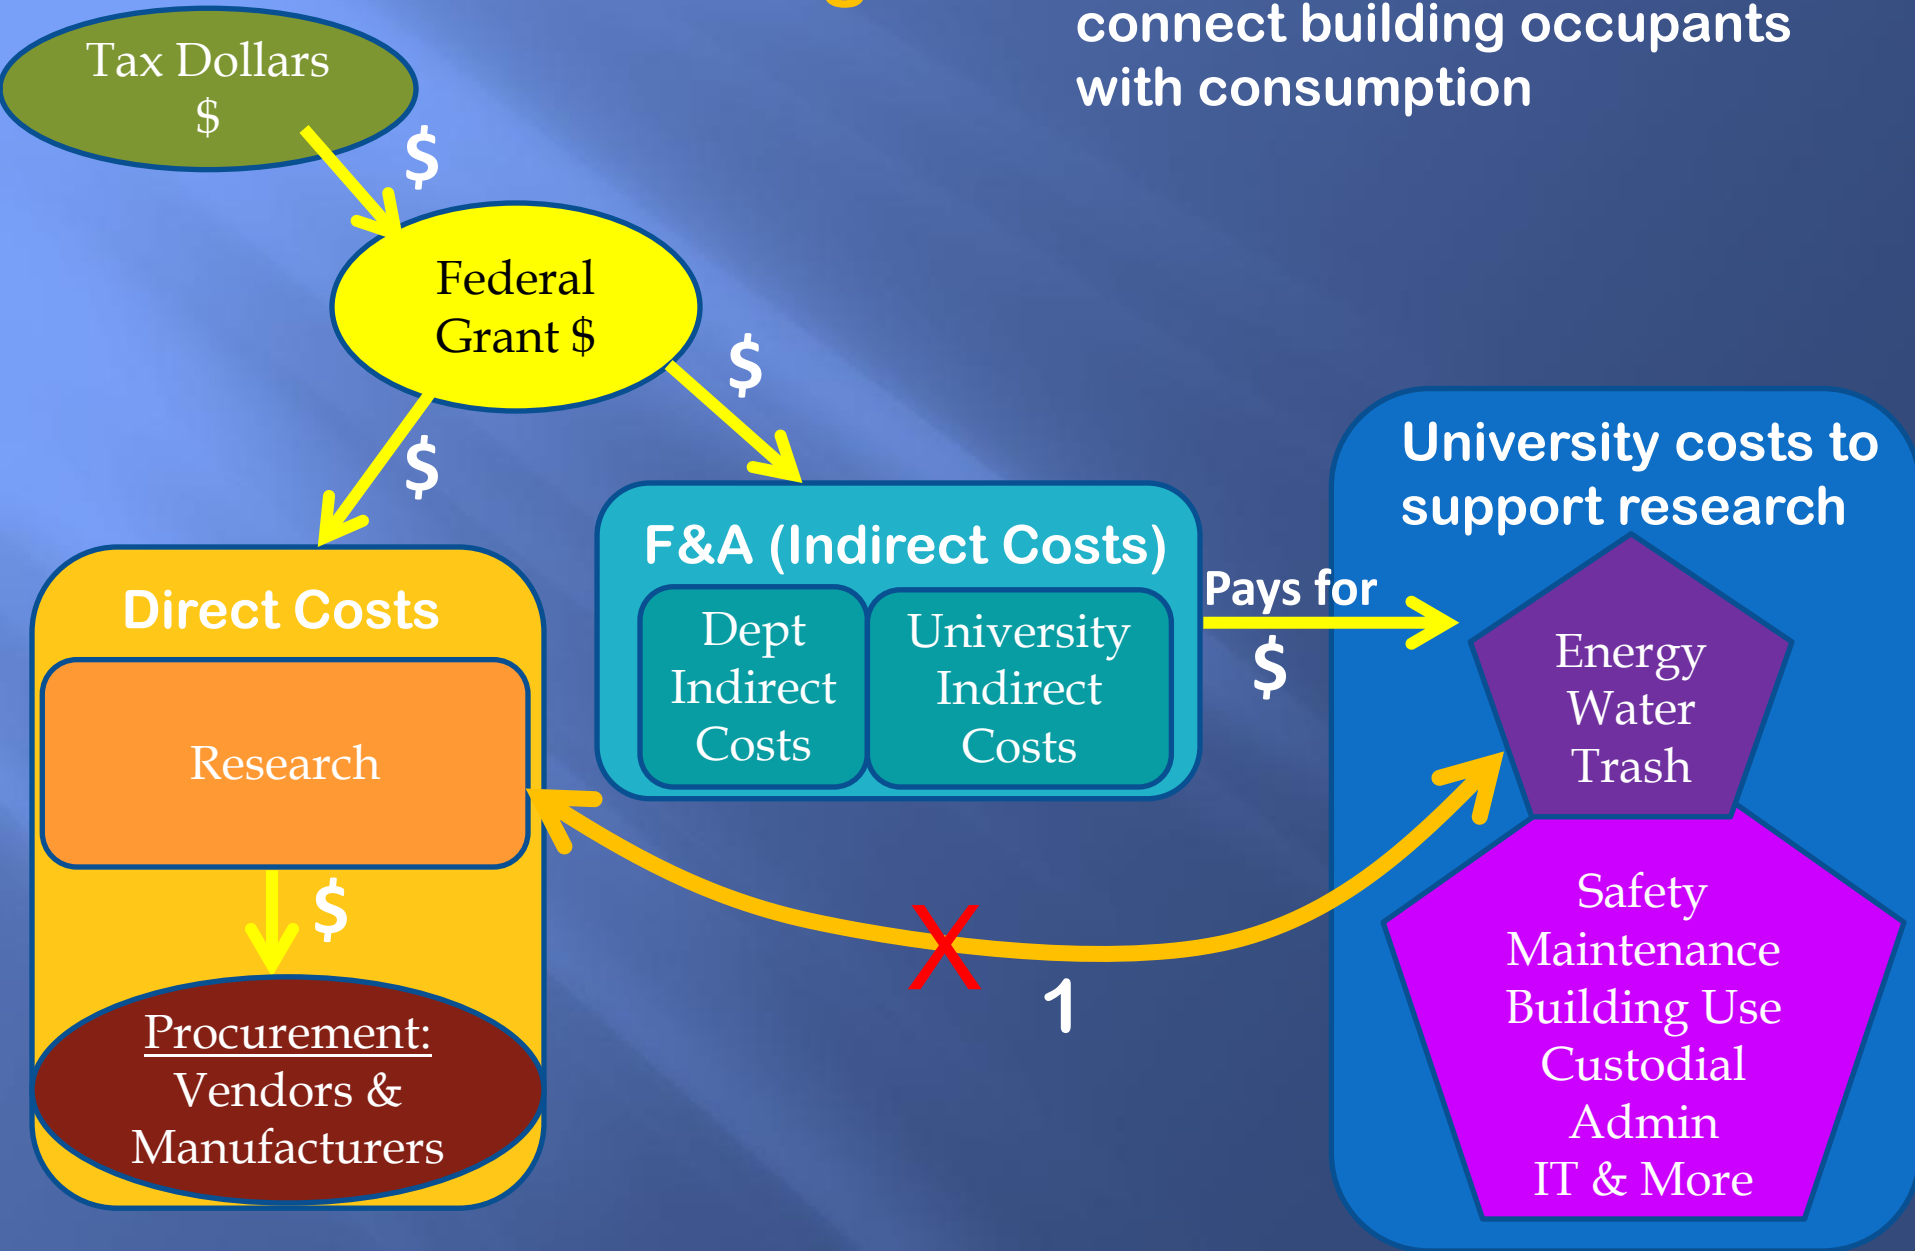 connect building occupants
with consumption
Tax Dollars
$
$
Federal
Grant $
$
$
University costs to
support research
F&A (Indirect Costs)
Dept
Indirect
Costs
University
Indirect
Costs
Pays for
$
Energy
Water
Trash
Direct Costs
Research
$
Procurement:
Vendors &
Manufacturers
X
1
Safety
Maintenance
Building Use
Custodial
Admin
IT & More